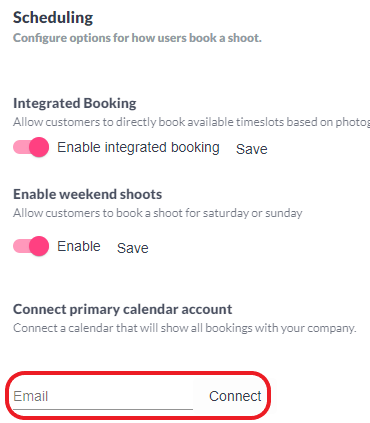 Scheduling
Configure options for how users book a shoot.
Integrated Booking
Allow customers to directly book available timeslots based on
Enable integrated booking Save
Enable weekend shoots
Allow customers to book a shoot for saturday or sunday
Enable Save
Connect primary calendar account
Connect a calendar that will show all bookings with your company.
Email Connect